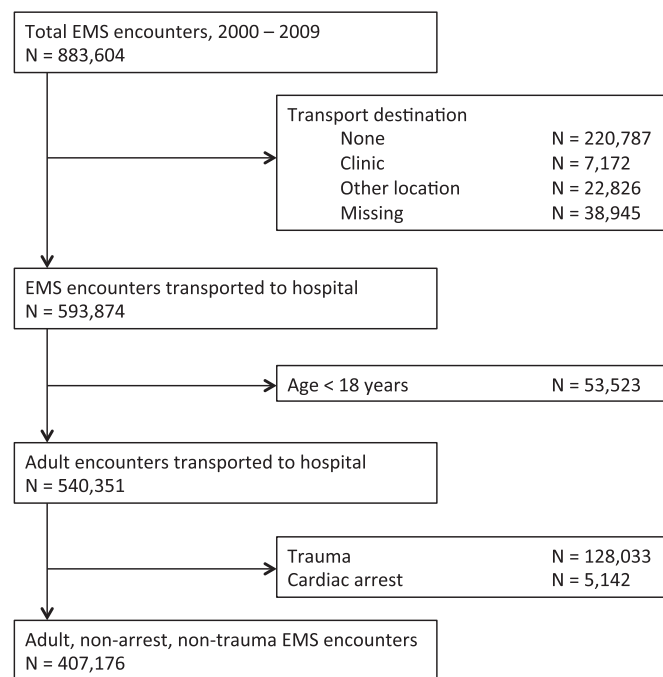 Total EMS encounters, 2000 – 2009
N = 883,604
Transport destination
None N = 220,787
Clinic N = 7,172
Other location N = 22,826
Missing N = 38,945
EMS encounters transported to hospital
N = 593,874
Age < 18 years N = 53,523
Adult encounters transported to hospital
N = 540,351
Trauma N = 128,033
Cardiac arrest N = 5,142
Adult, non-arrest, non-trauma EMS encounters
N = 407,176